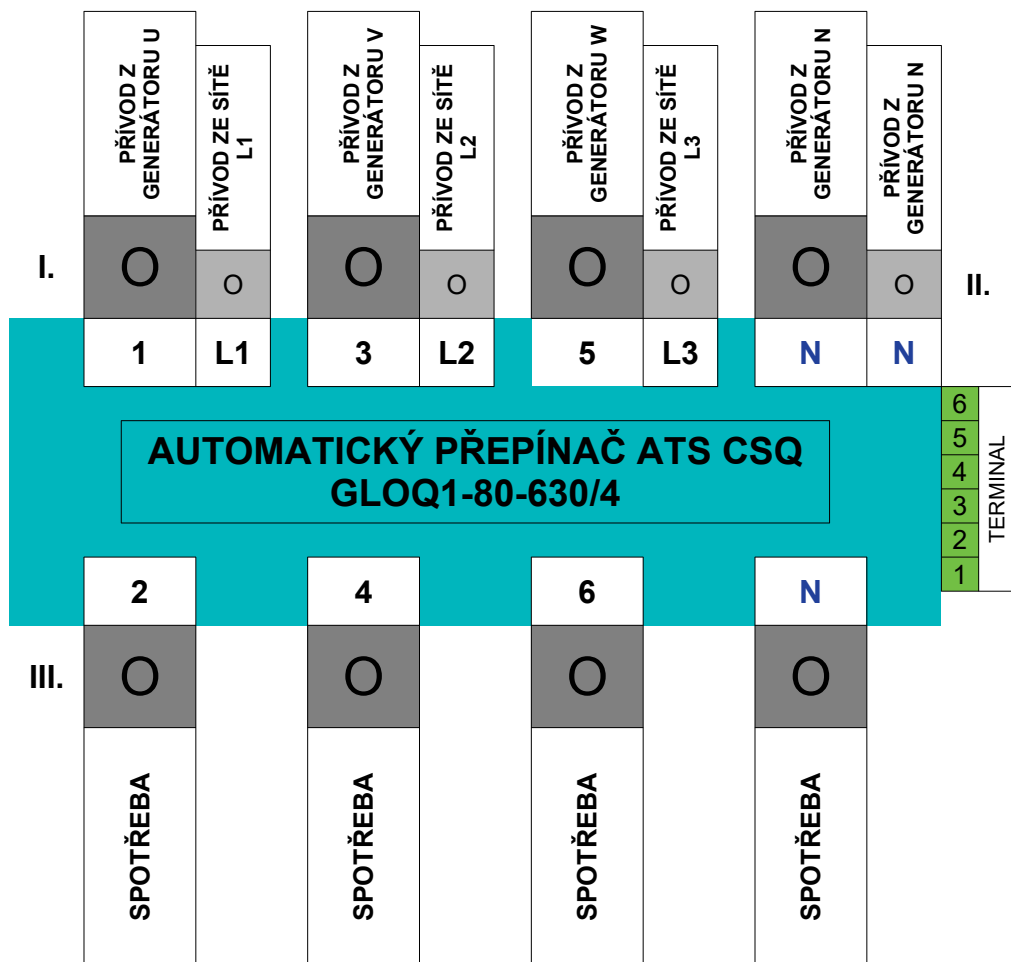 PŘÍVOD Z
GENERÁTORU U
PŘÍVOD ZE SÍTĚ
L1
PŘÍVOD Z
GENERÁTORU V
PŘÍVOD ZE SÍTĚ
L2
PŘÍVOD Z
GENERÁTORU W
PŘÍVOD ZE SÍTĚ
L3
PŘÍVOD Z
GENERÁTORU N
PŘÍVOD Z
GENERÁTORU N
I.
O
O
O
O
O
O
O
O
II.
1
L1
3
L2
5
L3
N
N
AUTOMATICKÝ PŘEPÍNAČ ATS CSQ
GLOQ1-80-630/4
6
5
4
3
2
1
TERMINAL
2
4
6
N
III.
O
O
O
O
SPOTŘEBA
SPOTŘEBA
SPOTŘEBA
SPOTŘEBA